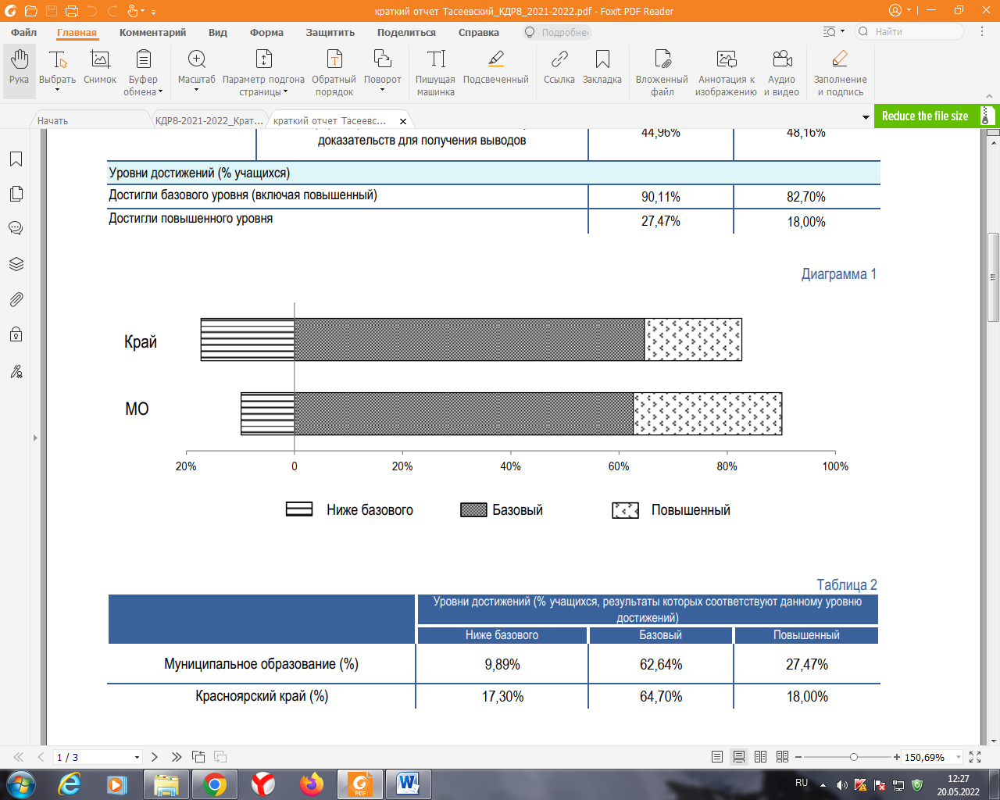 краткий отчет Тасеевский_КДР8_2021-2022.pdf - Foxit PDF Reader
Файл Главная Комментарий Вид Форма Защитить Поделиться Справка Подробнее Найти
Рука Выбрать Снимок Буфер обмена Масштаб Параметр подгона страницы Обратный порядок Поворот Пишущая машинка Подсвеченный Ссылка Закладка Вложенный файл Аннотация к изображению Аудио и видео Заполнение и подпись
Начать КДР8-2021-2022_Крат... краткий отчет Тасеевс... Reduce the file size
доказательств для получения выводов 44,96% 48,16%
Уровни достижений (% учащихся)
Достигли базового уровня (включая повышенный) 90,11% 82,70%
Достигли повышенного уровня 27,47% 18,00%
Диаграмма 1
Край
МО
20% 0 20% 40% 60% 80% 100%
Ниже базового Базовый Повышенный
Таблица 2
Уровни достижений (% учащихся, результаты которых соответствуют данному уровню
достижений)
Ниже базового Базовый Повышенный
Муниципальное образование (%) 9,89% 62,64% 27,47%
Красноярский край (%) 17,30% 64,70% 18,00%
1 / 3 150,69%
PDF RU 12:27
20.05.2022